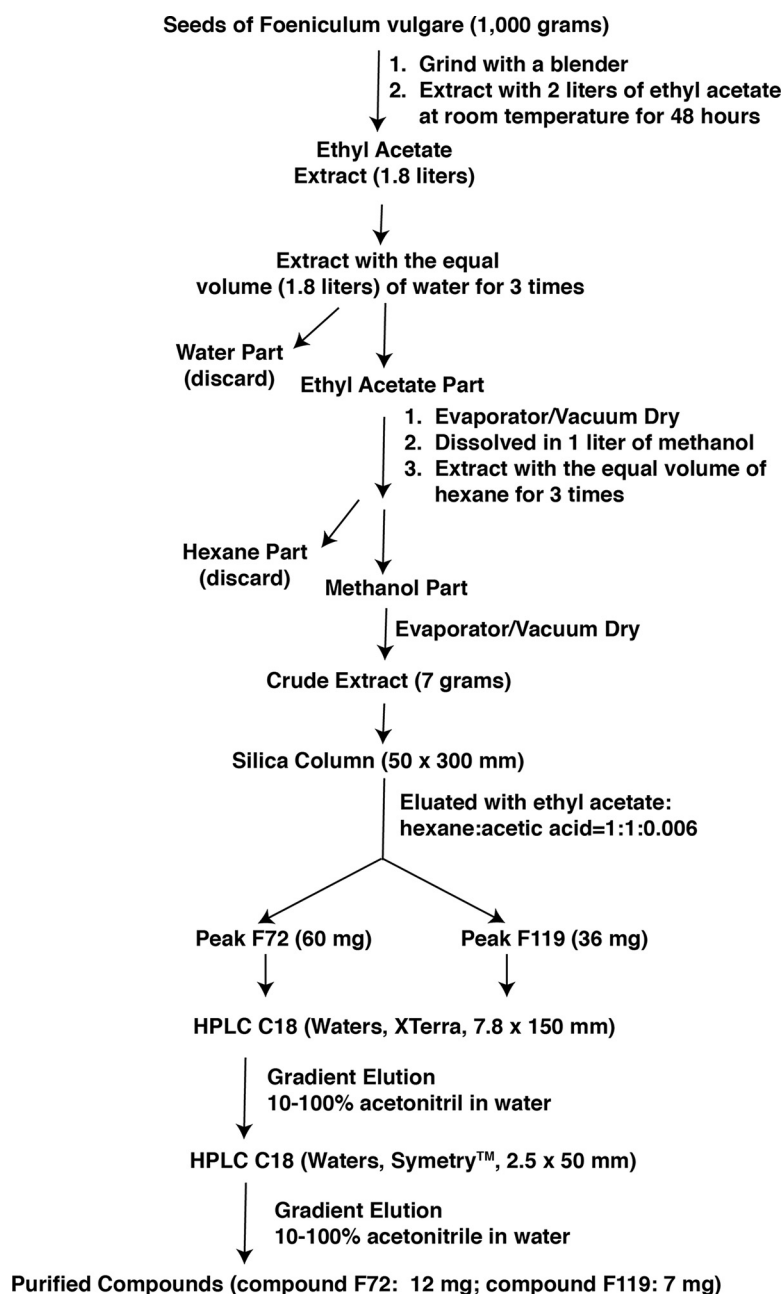 Seeds of Foeniculum vulgare (1,000 grams)
1. Grind with a blender
2. Extract with 2 liters of ethyl acetate
at room temperature for 48 hours
Ethyl Acetate
Extract (1.8 liters)
Extract with the equal
volume (1.8 liters) of water for 3 times
Water Part
(discard)
Ethyl Acetate Part
1. Evaporator/Vacuum Dry
2. Dissolved in 1 liter of methanol
3. Extract with the equal volume of
hexane for 3 times
Hexane Part
(discard)
Methanol Part
Evaporator/Vacuum Dry
Crude Extract (7 grams)
Silica Column (50 x 300 mm)
Eluated with ethyl acetate:
hexane:acetic acid=1:1:0.006
Peak F72 (60 mg)
Peak F119 (36 mg)
HPLC C18 (Waters, XTerra, 7.8 x 150 mm)
Gradient Elution
10-100% acetonitril in water
HPLC C18 (Waters, Symetry™, 2.5 x 50 mm)
Gradient Elution
10-100% acetonitrile in water
Purified Compounds (compound F72: 12 mg; compound F119: 7 mg)